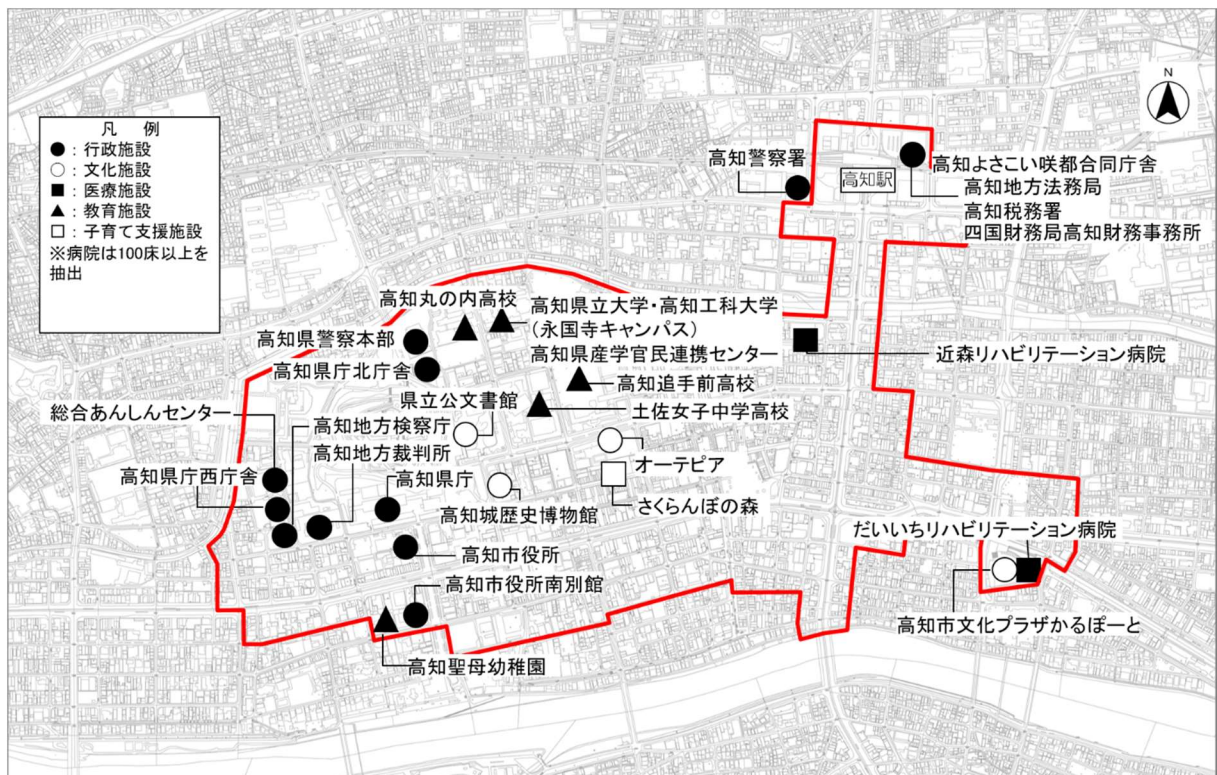 N
凡 例
●：行政施設
○：文化施設
■：医療施設
▲：教育施設
□：子育て支援施設
※病院は100床以上を
抽出
高知警察署
高知駅
高知よさこい咲都合同庁舎
高知地方法務局
高知税務署
四国財務局高知財務事務所
高知丸の内高校
高知県立大学・高知工科大学
（永国寺キャンパス）
高知県産学官民連携センター
高知県警察本部
高知県庁北庁舎
近森リハビリテーション病院
高知追手前高校
県立公文書館
土佐女子中学高校
総合あんしんセンター
高知地方検察庁
高知地方裁判所
オーテピア
高知県庁西庁舎
高知県庁
さくらんぼの森
高知城歴史博物館
だいいちリハビリテーション病院
高知市役所
高知市役所南別館
高知市文化プラザかるぽーと
高知聖母幼稚園